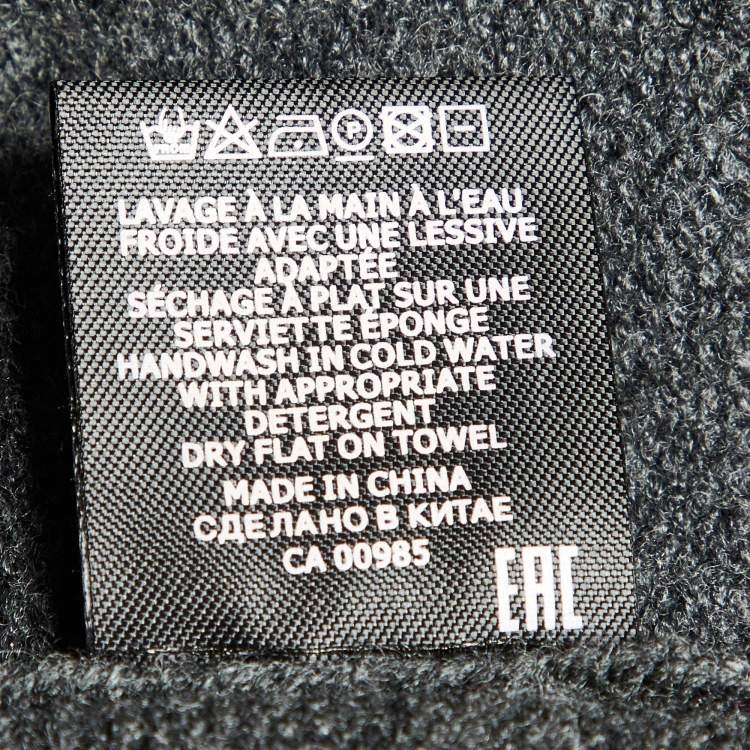 FROID
P
LAVAGE À LA MAIN À L'EAU
FROIDE AVEC UNE LESSIVE
ADAPTÉE
SÉCHAGE À PLAT SUR UNE
SERVIETTE ÉPONGE
HANDWASH IN COLD WATER
WITH APPROPRIATE
DETERGENT
DRY FLAT ON TOWEL
MADE IN CHINA
СДЕЛАНО В КИТАЕ
CA 00985
EAC